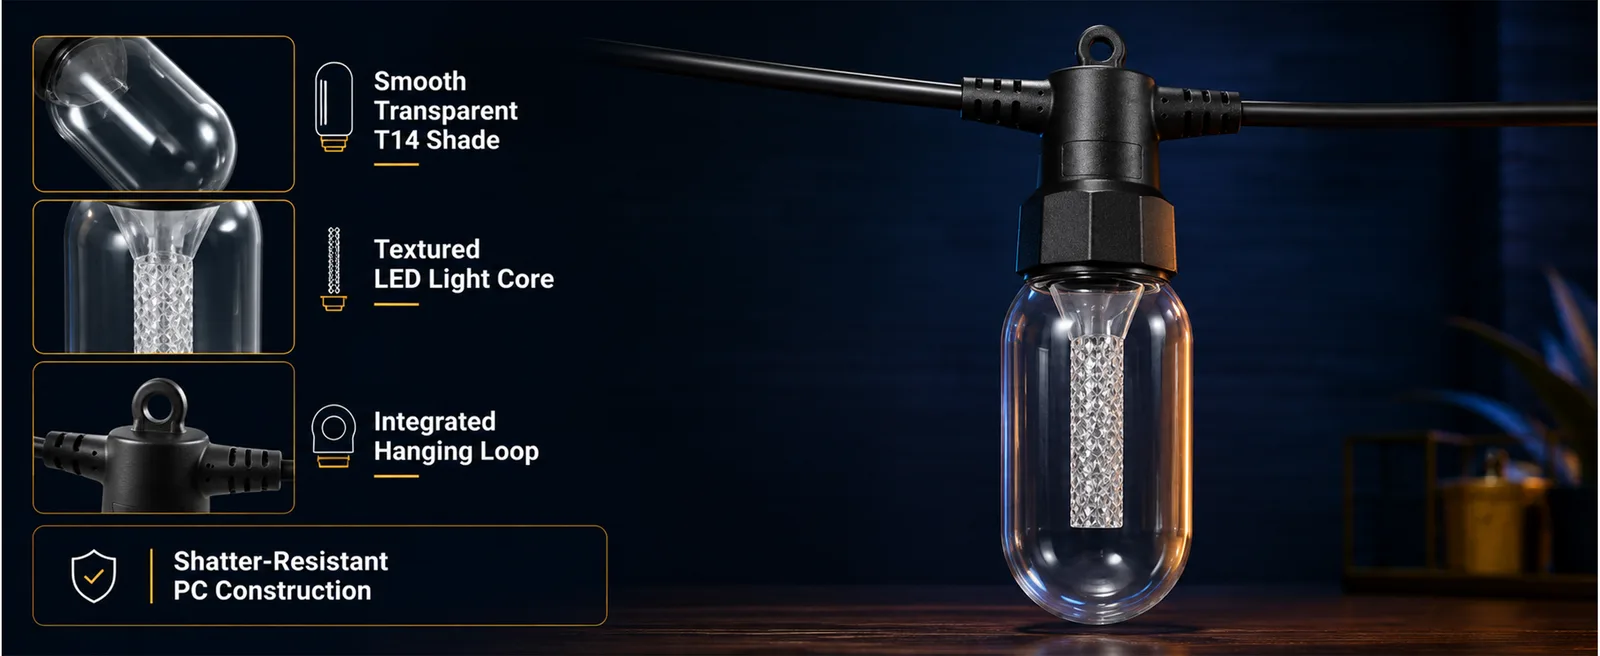 Smooth
Transparent
T14 Shade
Textured
LED Light Core
Integrated
Hanging Loop
Shatter-Resistant
PC Construction